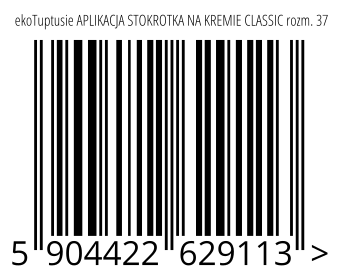 ekoTuptusie APLIKACJA STOKROTKA NA KREMIE CLASSIC rozm. 37
5 904422 629113 >